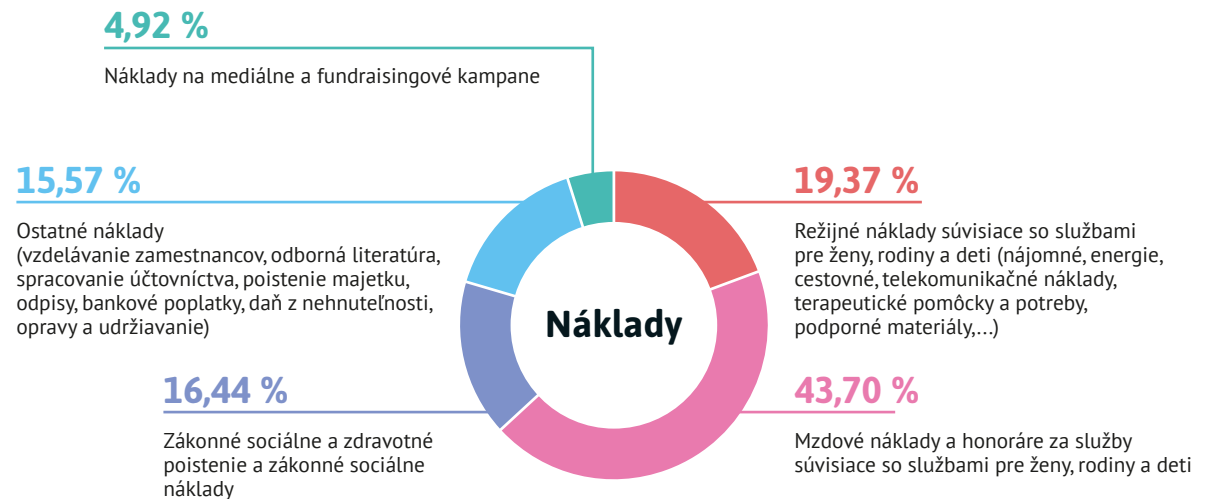 4,92 %
Náklady na mediálne a fundraisingové kampane
15,57 %
Ostatné náklady
(vzdelávanie zamestnancov, odborná literatúra,
spracovanie účtovníctva, poistenie majetku,
odpisy, bankové poplatky, daň z nehnuteľnosti,
opravy a udržiavanie)
16,44 %
Zákonné sociálne a zdravotné
poistenie a zákonné sociálne
náklady
Náklady
19,37 %
Režijné náklady súvisiace so službami
pre ženy, rodiny a deti (nájomné, energie,
cestovné, telekomunikačné náklady,
terapeutické pomôcky a potreby,
podporné materiály,...)
43,70 %
Mzdové náklady a honoráre za služby
súvisiace so službami pre ženy, rodiny a deti